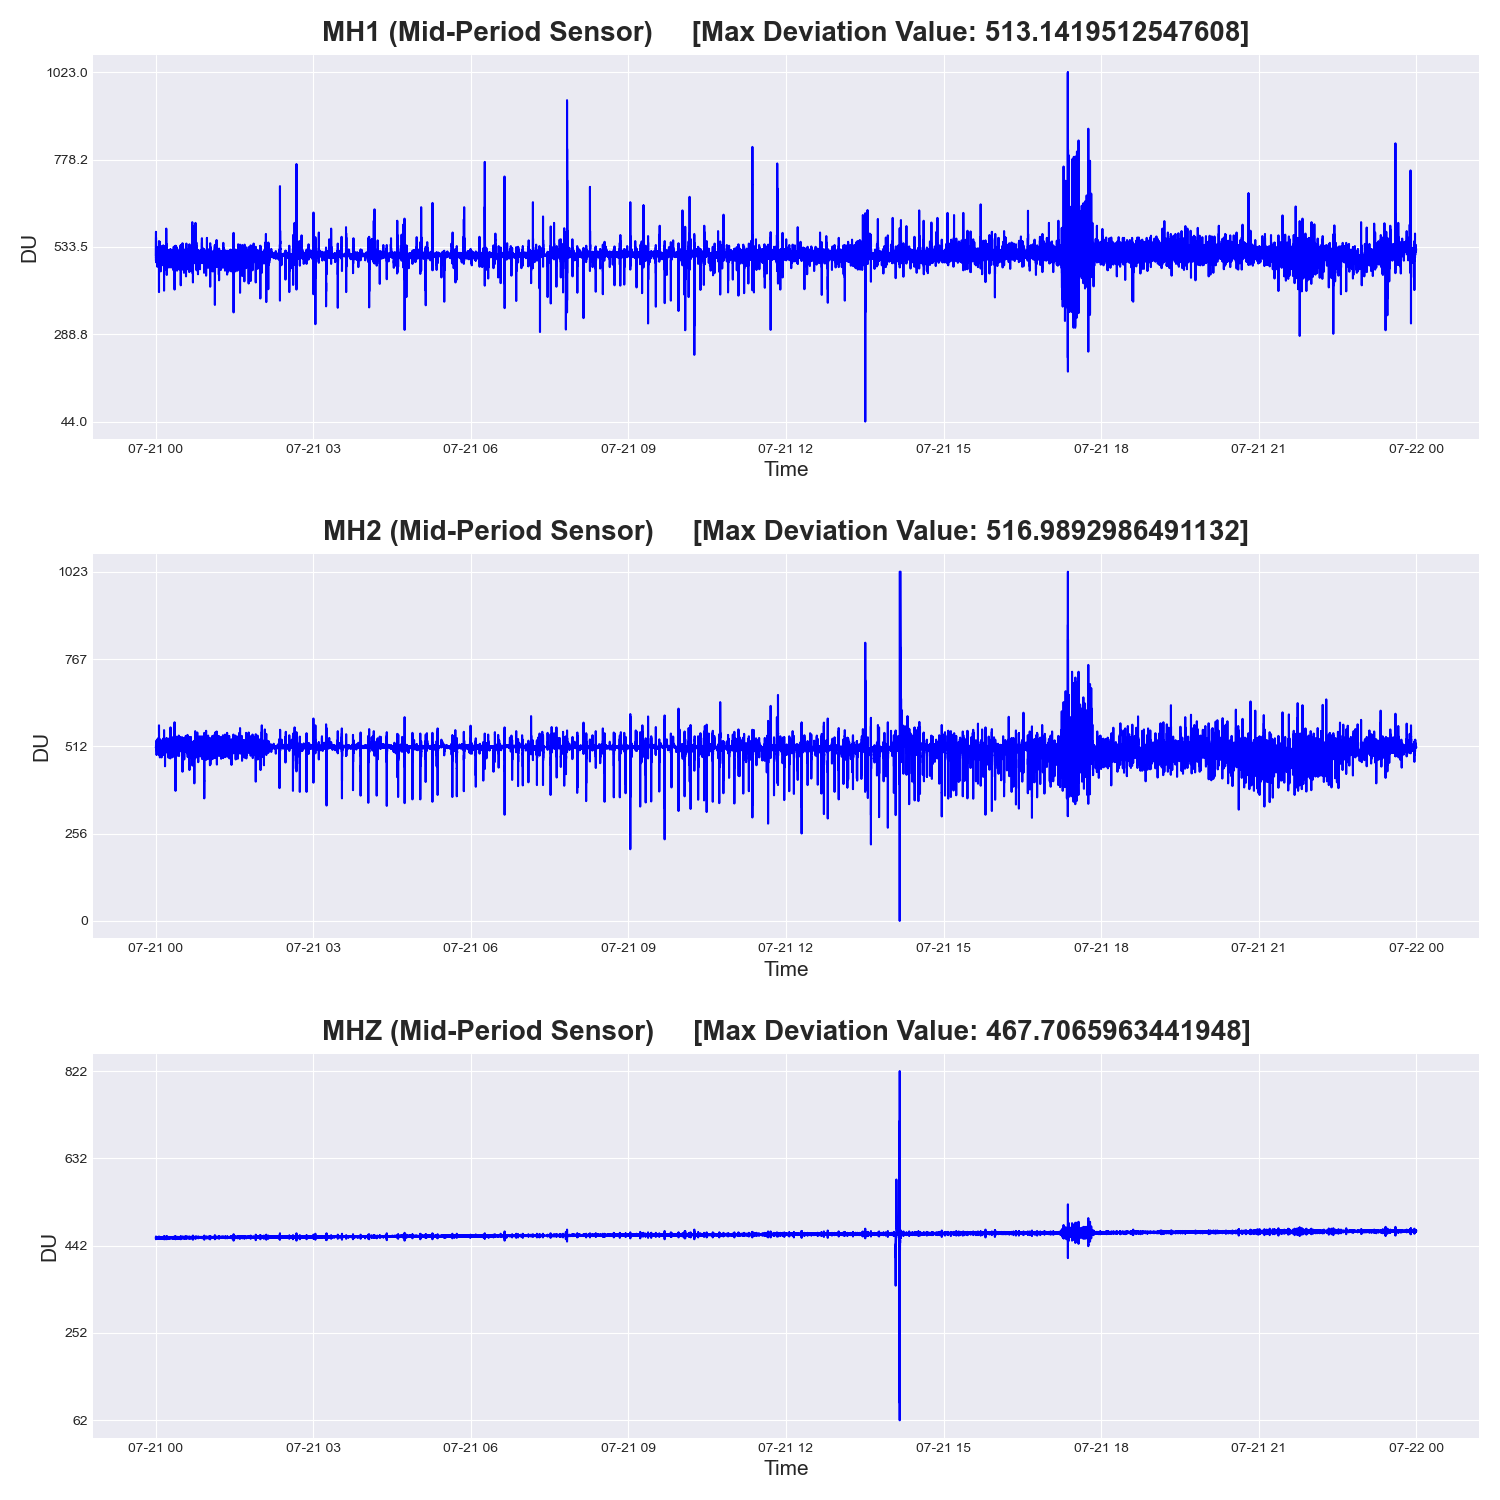 MH1 (Mid-Period Sensor) [Max Deviation Value: 513.1419512547608]
1023.0
778.2
533.5
288.8
44.0
DU
07-21 00 07-21 03 07-21 06 07-21 09 07-21 12 07-21 15 07-21 18 07-21 21 07-22 00
Time
MH2 (Mid-Period Sensor) [Max Deviation Value: 516.9892986491132]
1023
767
512
256
0
DU
07-21 00 07-21 03 07-21 06 07-21 09 07-21 12 07-21 15 07-21 18 07-21 21 07-22 00
Time
MHZ (Mid-Period Sensor) [Max Deviation Value: 467.7065963441948]
822
632
442
252
62
DU
07-21 00 07-21 03 07-21 06 07-21 09 07-21 12 07-21 15 07-21 18 07-21 21 07-22 00
Time